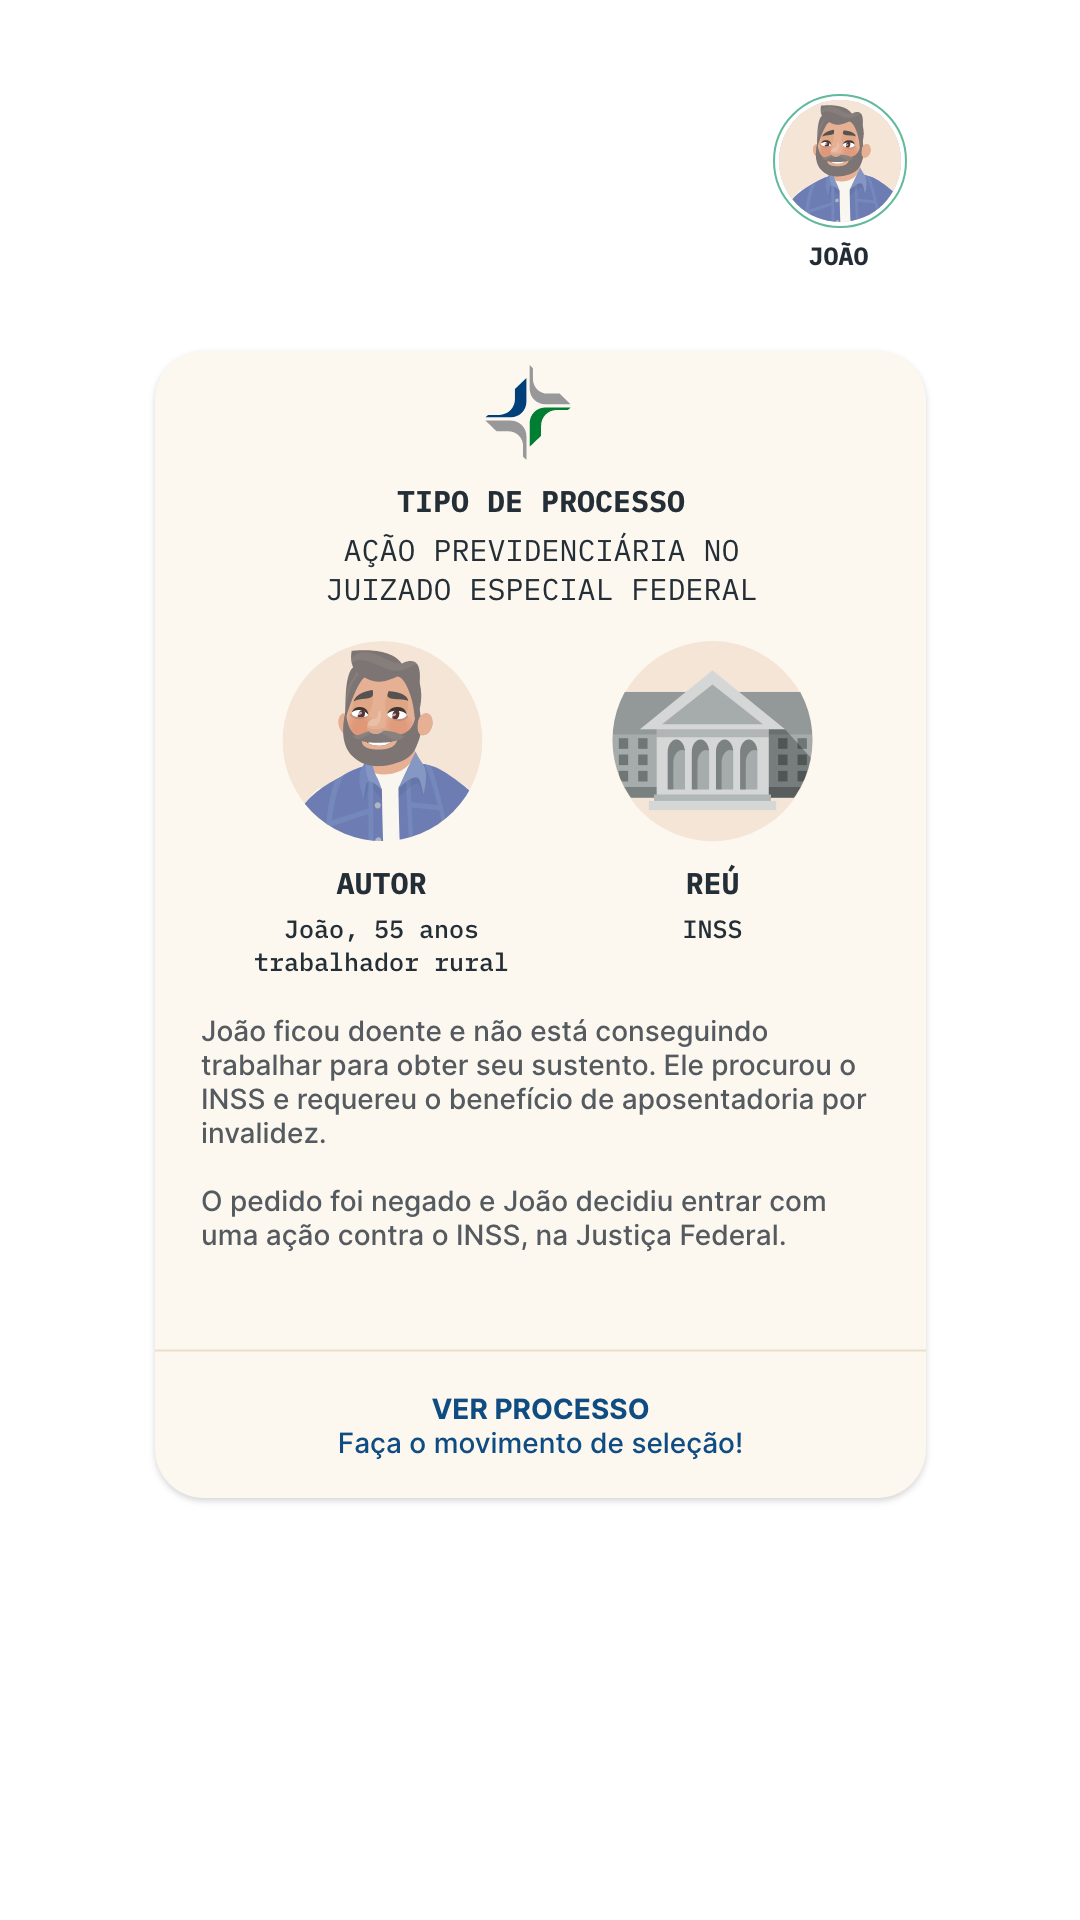 JOÃO
TIPO DE PROCESSO
AÇÃO PREVIDENCIÁRIA NO
JUIZADO ESPECIAL FEDERAL
AUTOR
João, 55 anos
trabalhador rural
REÚ
INSS
João ficou doente e não está conseguindo
trabalhar para obter seu sustento. Ele procurou o
INSS e requereu o benefício de aposentadoria por
invalidez.
O pedido foi negado e João decidiu entrar com
uma ação contra o INSS, na Justiça Federal.
VER PROCESSO
Faça o movimento de seleção!